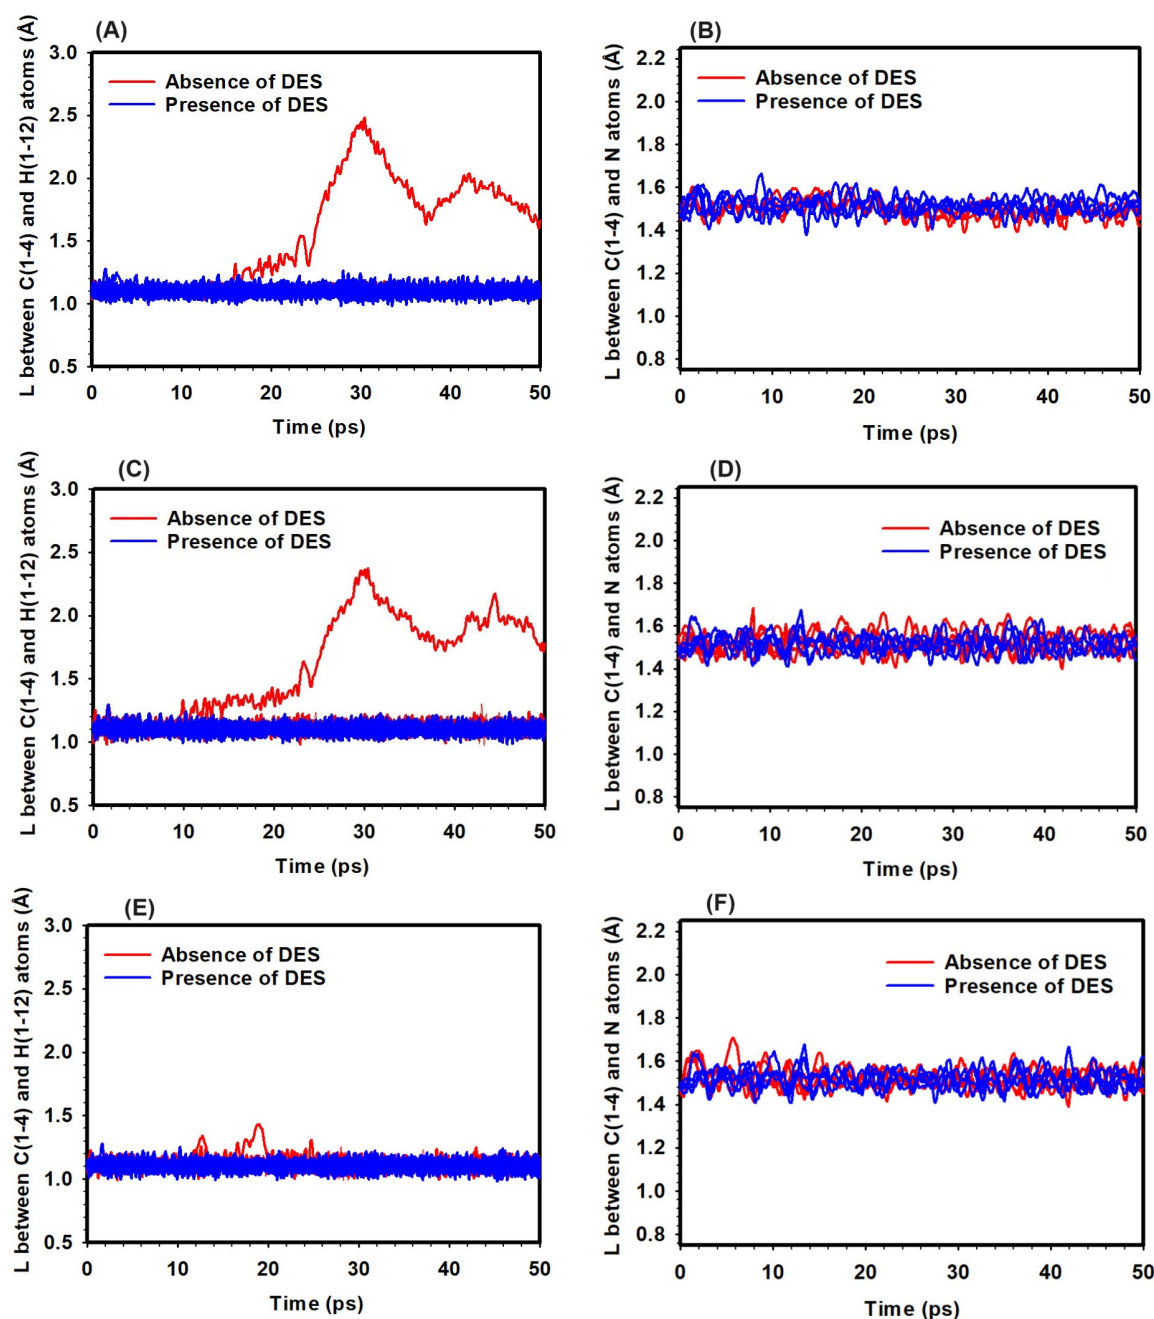 (A)
L between C(1-4) and H(1-12) atoms (Å)
3.0
2.5
2.0
1.5
1.0
0.5
Absence of DES
Presence of DES
0 10 20 30 40 50
Time (ps)
(B)
L between C(1-4) and N atoms (Å)
2.2
2.0
1.8
1.6
1.4
1.2
1.0
0.8
Absence of DES
Presence of DES
0 10 20 30 40 50
Time (ps)
(C)
L between C(1-4) and H(1-12) atoms (Å)
3.0
2.5
2.0
1.5
1.0
0.5
Absence of DES
Presence of DES
0 10 20 30 40 50
Time (ps)
(D)
L between C(1-4) and N atoms (Å)
2.2
2.0
1.8
1.6
1.4
1.2
1.0
0.8
Absence of DES
Presence of DES
0 10 20 30 40 50
Time (ps)
(E)
L between C(1-4) and H(1-12) atoms (Å)
3.0
2.5
2.0
1.5
1.0
0.5
Absence of DES
Presence of DES
0 10 20 30 40 50
Time (ps)
(F)
L between C(1-4) and N atoms (Å)
2.2
2.0
1.8
1.6
1.4
1.2
1.0
0.8
Absence of DES
Presence of DES
0 10 20 30 40 50
Time (ps)